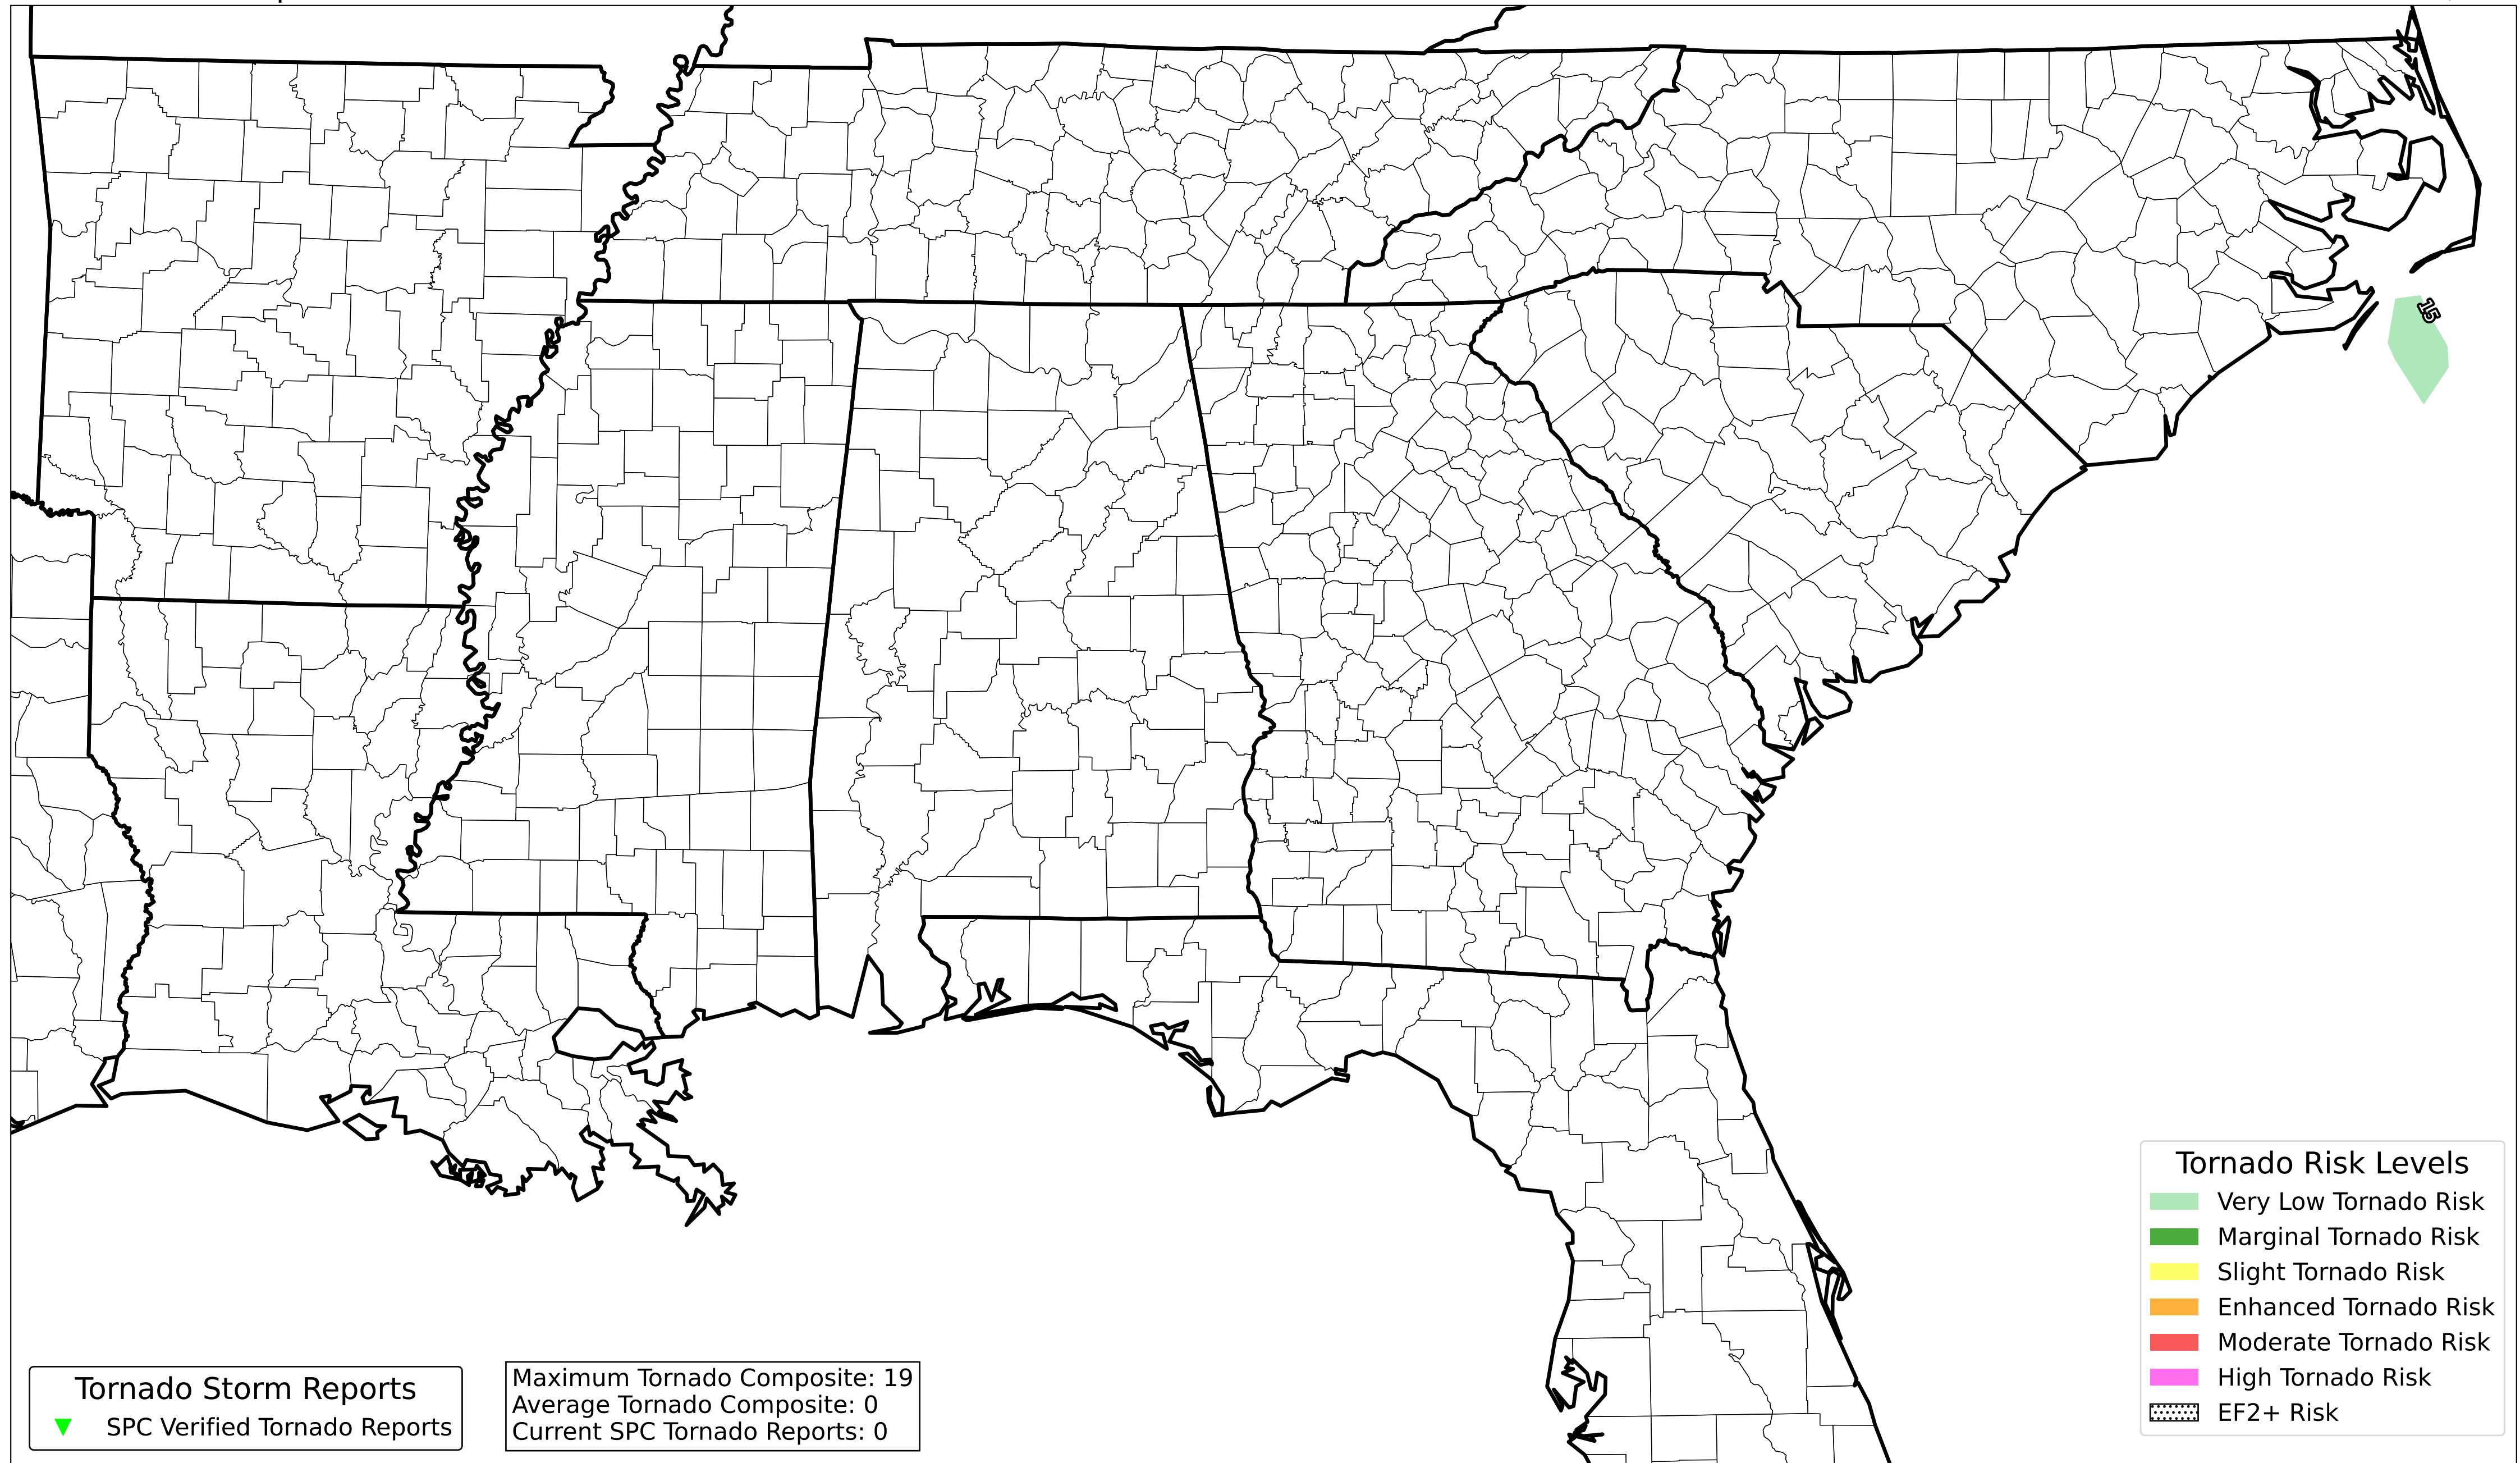 15
Tornado Risk Levels
Very Low Tornado Risk
Marginal Tornado Risk
Slight Tornado Risk
Enhanced Tornado Risk
Moderate Tornado Risk
High Tornado Risk
EF2+ Risk
Tornado Storm Reports
SPC Verified Tornado Reports
Maximum Tornado Composite: 19
Average Tornado Composite: 0
Current SPC Tornado Reports: 0